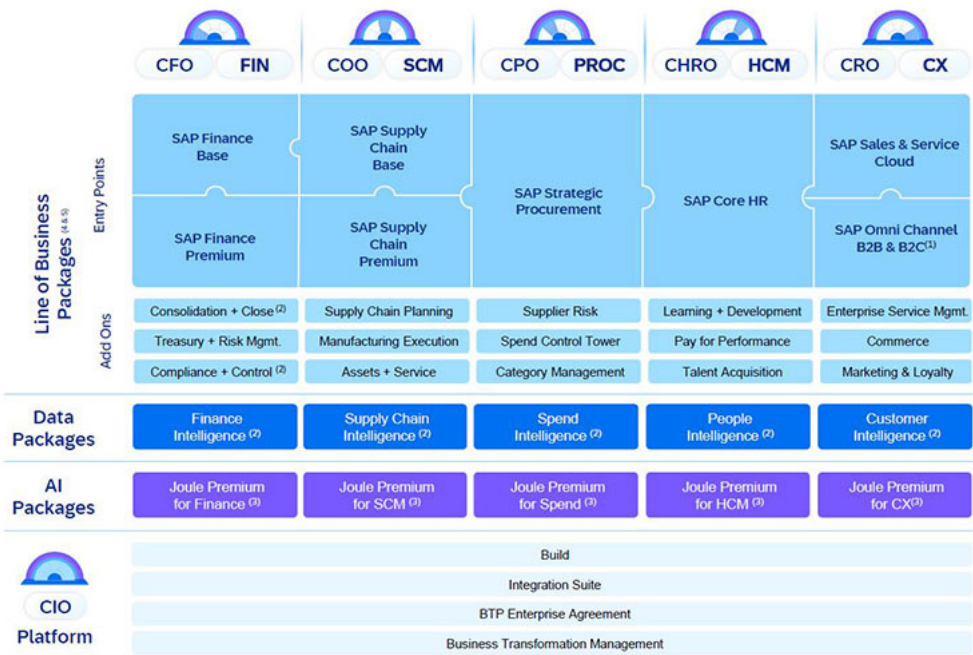 CFO FIN
COO SCM
CPO PROC
CHRO HCM
CRO CX
Line of Business
Packages (4 & 5)
Entry Points
SAP Finance
Base
SAP Supply
Chain
Base
SAP Strategic
Procurement
SAP Core HR
SAP Sales & Service
Cloud
SAP Finance
Premium
SAP Supply
Chain
Premium
SAP Omni Channel
B2B & B2C(1)
Add Ons
Consolidation + Close (2)
Supply Chain Planning
Supplier Risk
Learning + Development
Enterprise Service Mgmt.
Treasury + Risk Mgmt.
Manufacturing Execution
Spend Control Tower
Pay for Performance
Commerce
Compliance + Control (2)
Assets + Service
Category Management
Talent Acquisition
Marketing & Loyalty
Data
Packages
Finance
Intelligence (2)
Supply Chain
Intelligence (2)
Spend
Intelligence (2)
People
Intelligence (2)
Customer
Intelligence (2)
AI
Packages
Joule Premium
for Finance (3)
Joule Premium
for SCM (3)
Joule Premium
for Spend (3)
Joule Premium
for HCM (3)
Joule Premium
for CX(3)
CIO
Platform
Build
Integration Suite
BTP Enterprise Agreement
Business Transformation Management